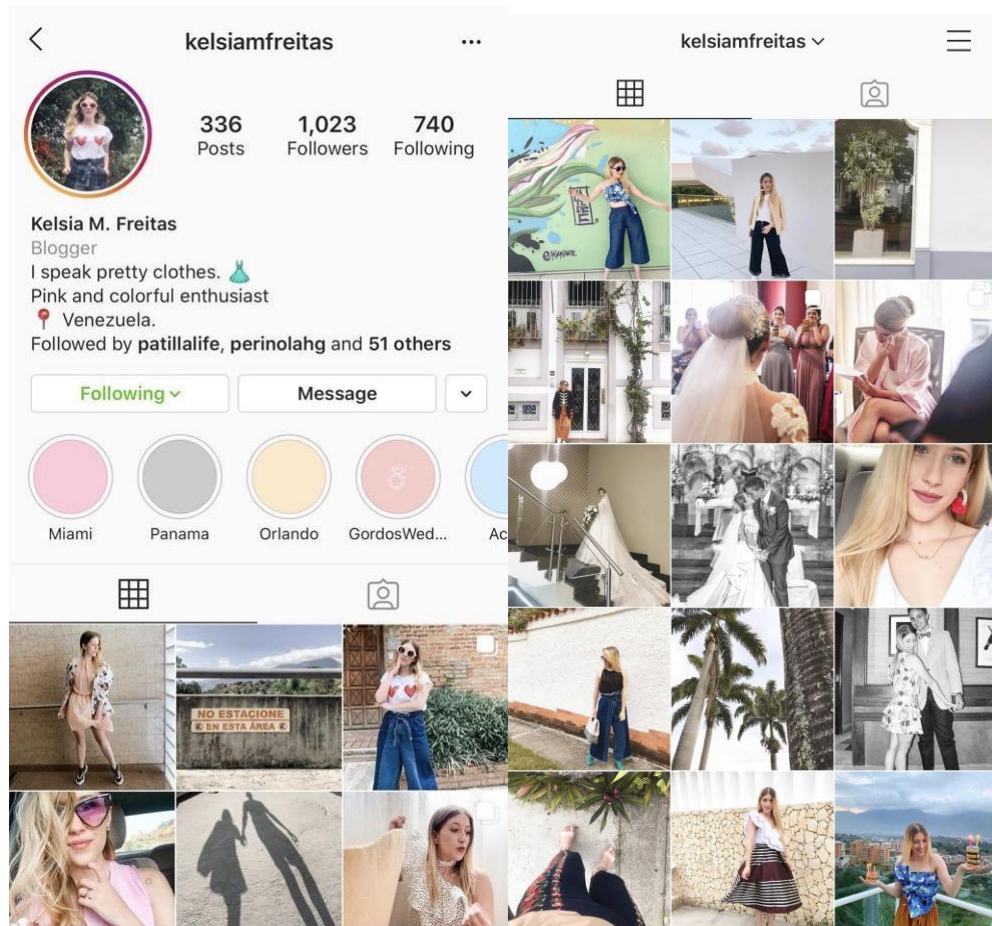 kelsiamfreitas
336
1,023
740
Posts
Followers
Following
Kelsia M. Freitas
Blogger
I speak pretty clothes. 👗
Pink and colorful enthusiast
📍 Venezuela.
Followed by patillalife, perinolahg and 51 others
Following
Message
Miami
Panama
Orlando
GordosWed...
Ac
NO ESTACIONE
EN ESTA ÁREA
kelsiamfreitas